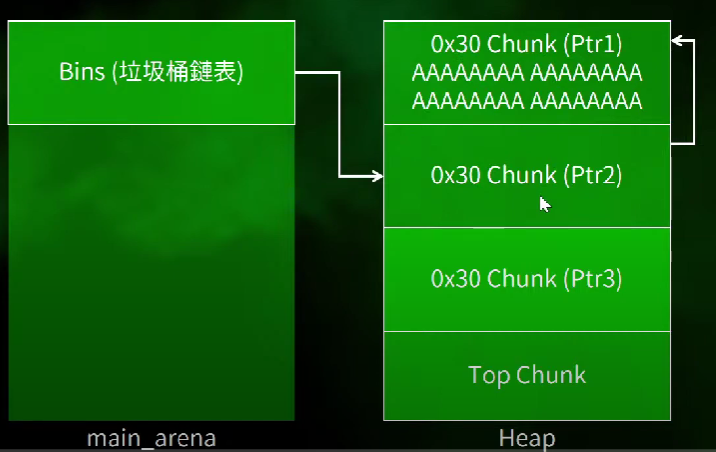 Bins (垃圾桶鏈表)
0x30 Chunk (Ptr1)
AAAAAAAA AAAAAAAA
AAAAAAAA AAAAAAAA
0x30 Chunk (Ptr2)
0x30 Chunk (Ptr3)
Top Chunk
main_arena
Heap